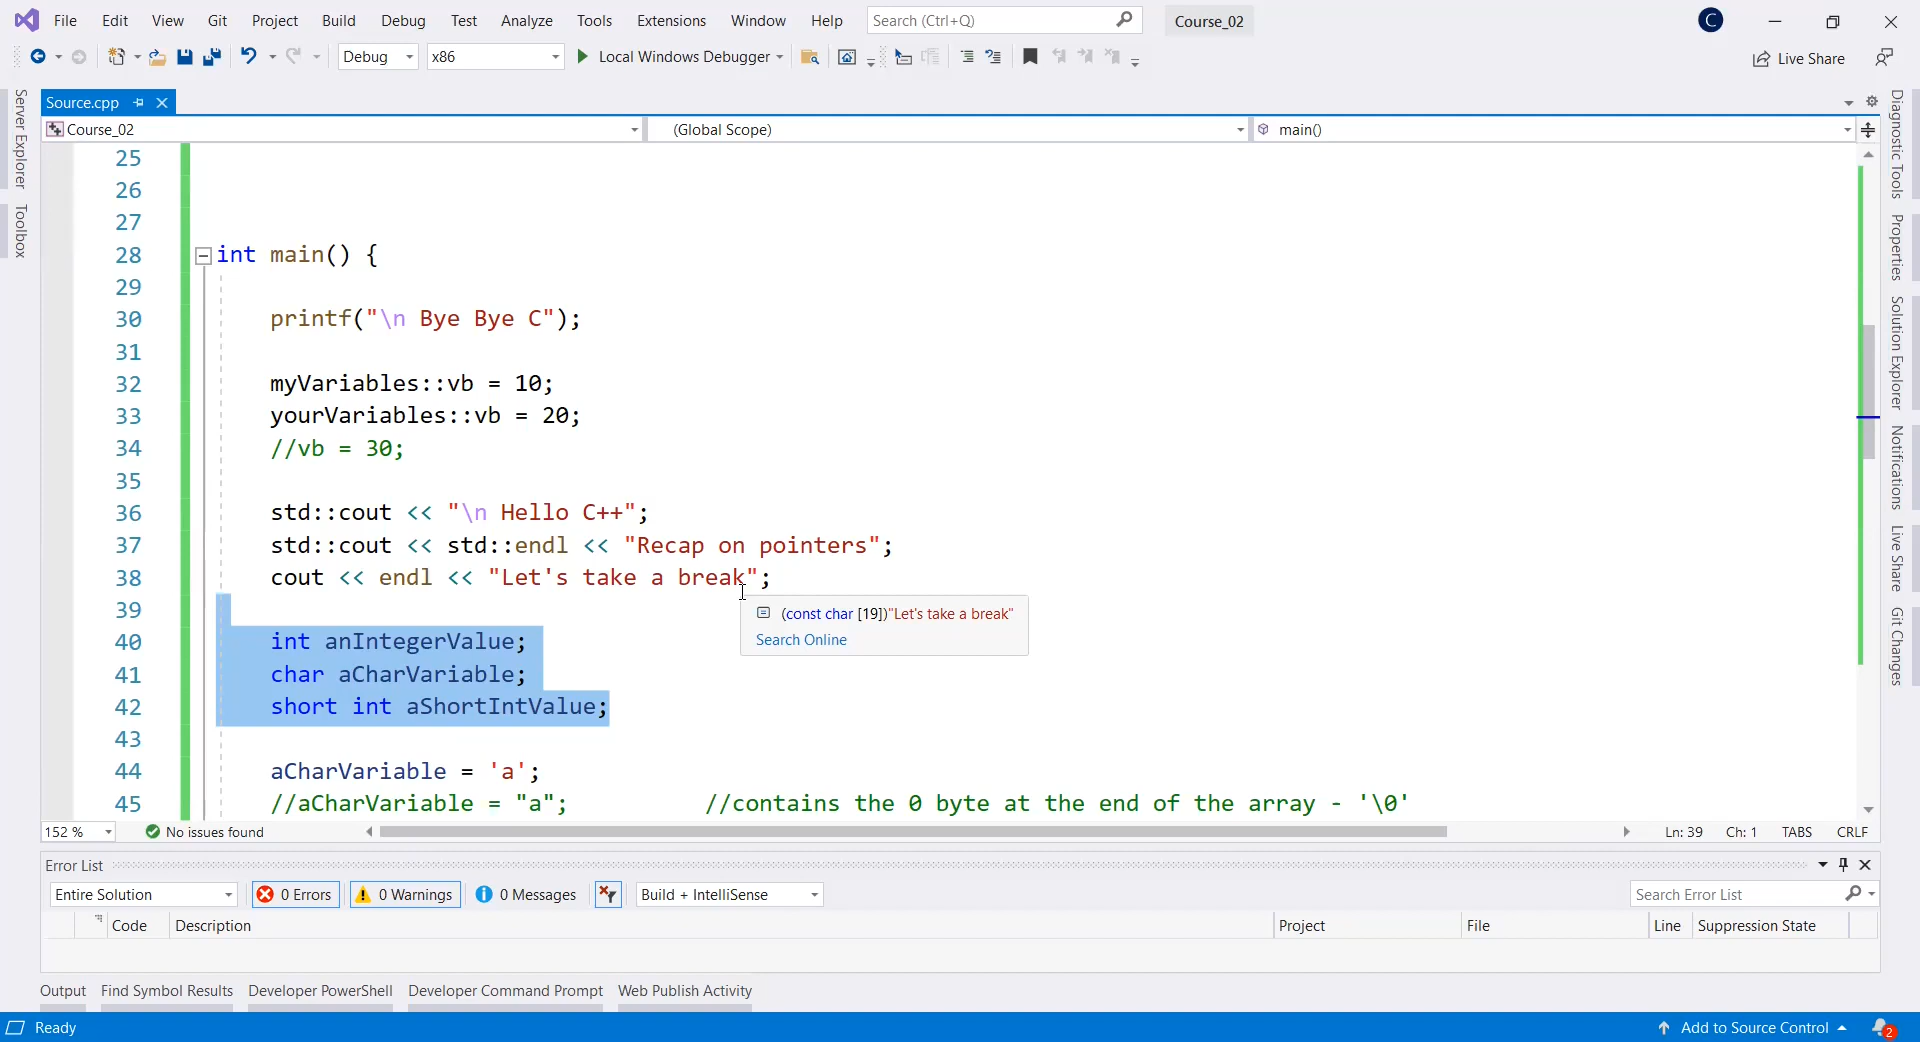 File Edit View Git Project Build Debug Test Analyze Tools Extensions Window Help Search (Ctrl+Q) Course_02 C
Debug x86 Local Windows Debugger Live Share
Source.cpp
Course_02 (Global Scope) main()
Server Explorer
Toolbox
25
26
27
28 int main() {
29
30 printf("\n Bye Bye C");
31
32 myVariables::vb = 10;
33 yourVariables::vb = 20;
34 //vb = 30;
35
36 std::cout << "\n Hello C++";
37 std::cout << std::endl << "Recap on pointers";
38 cout << endl << "Let's take a break";
39
(const char [19])"Let's take a break"
Search Online
40 int anIntegerValue;
41 char aCharVariable;
42 short int aShortIntValue;
43
44 aCharVariable = 'a';
45 //aCharVariable = "a"; //contains the 0 byte at the end of the array - '\0'
Diagnostic Tools
Properties
Solution Explorer
Notifications
Live Share
Git Changes
152 % No issues found Ln: 39 Ch: 1 TABS CRLF
Error List
Entire Solution 0 Errors 0 Warnings 0 Messages Build + IntelliSense Search Error List
Code Description Project File Line Suppression State
Output Find Symbol Results Developer PowerShell Developer Command Prompt Web Publish Activity
Ready Add to Source Control 2